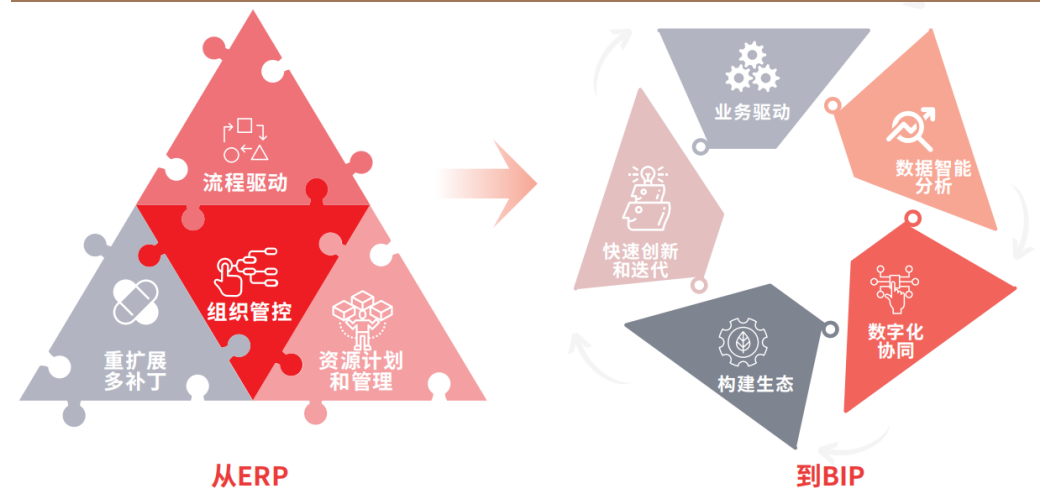 流程驱动
组织管控
重扩展
多补丁
资源计划
和管理
从ERP
业务驱动
数据智能
分析
数字化
协同
构建生态
快速创新
和迭代
到BIP